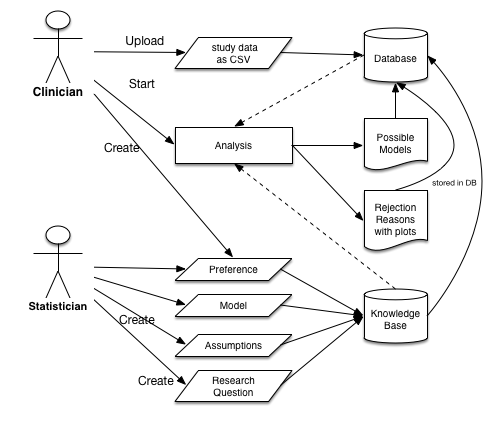 Upload
study data
as CSV
Database
Clinician
Start
Create
Analysis
Possible
Models
stored in DB
Rejection
Reasons
with plots
Statistician
Preference
Model
Create
Assumptions
Knowledge
Base
Create
Research
Question